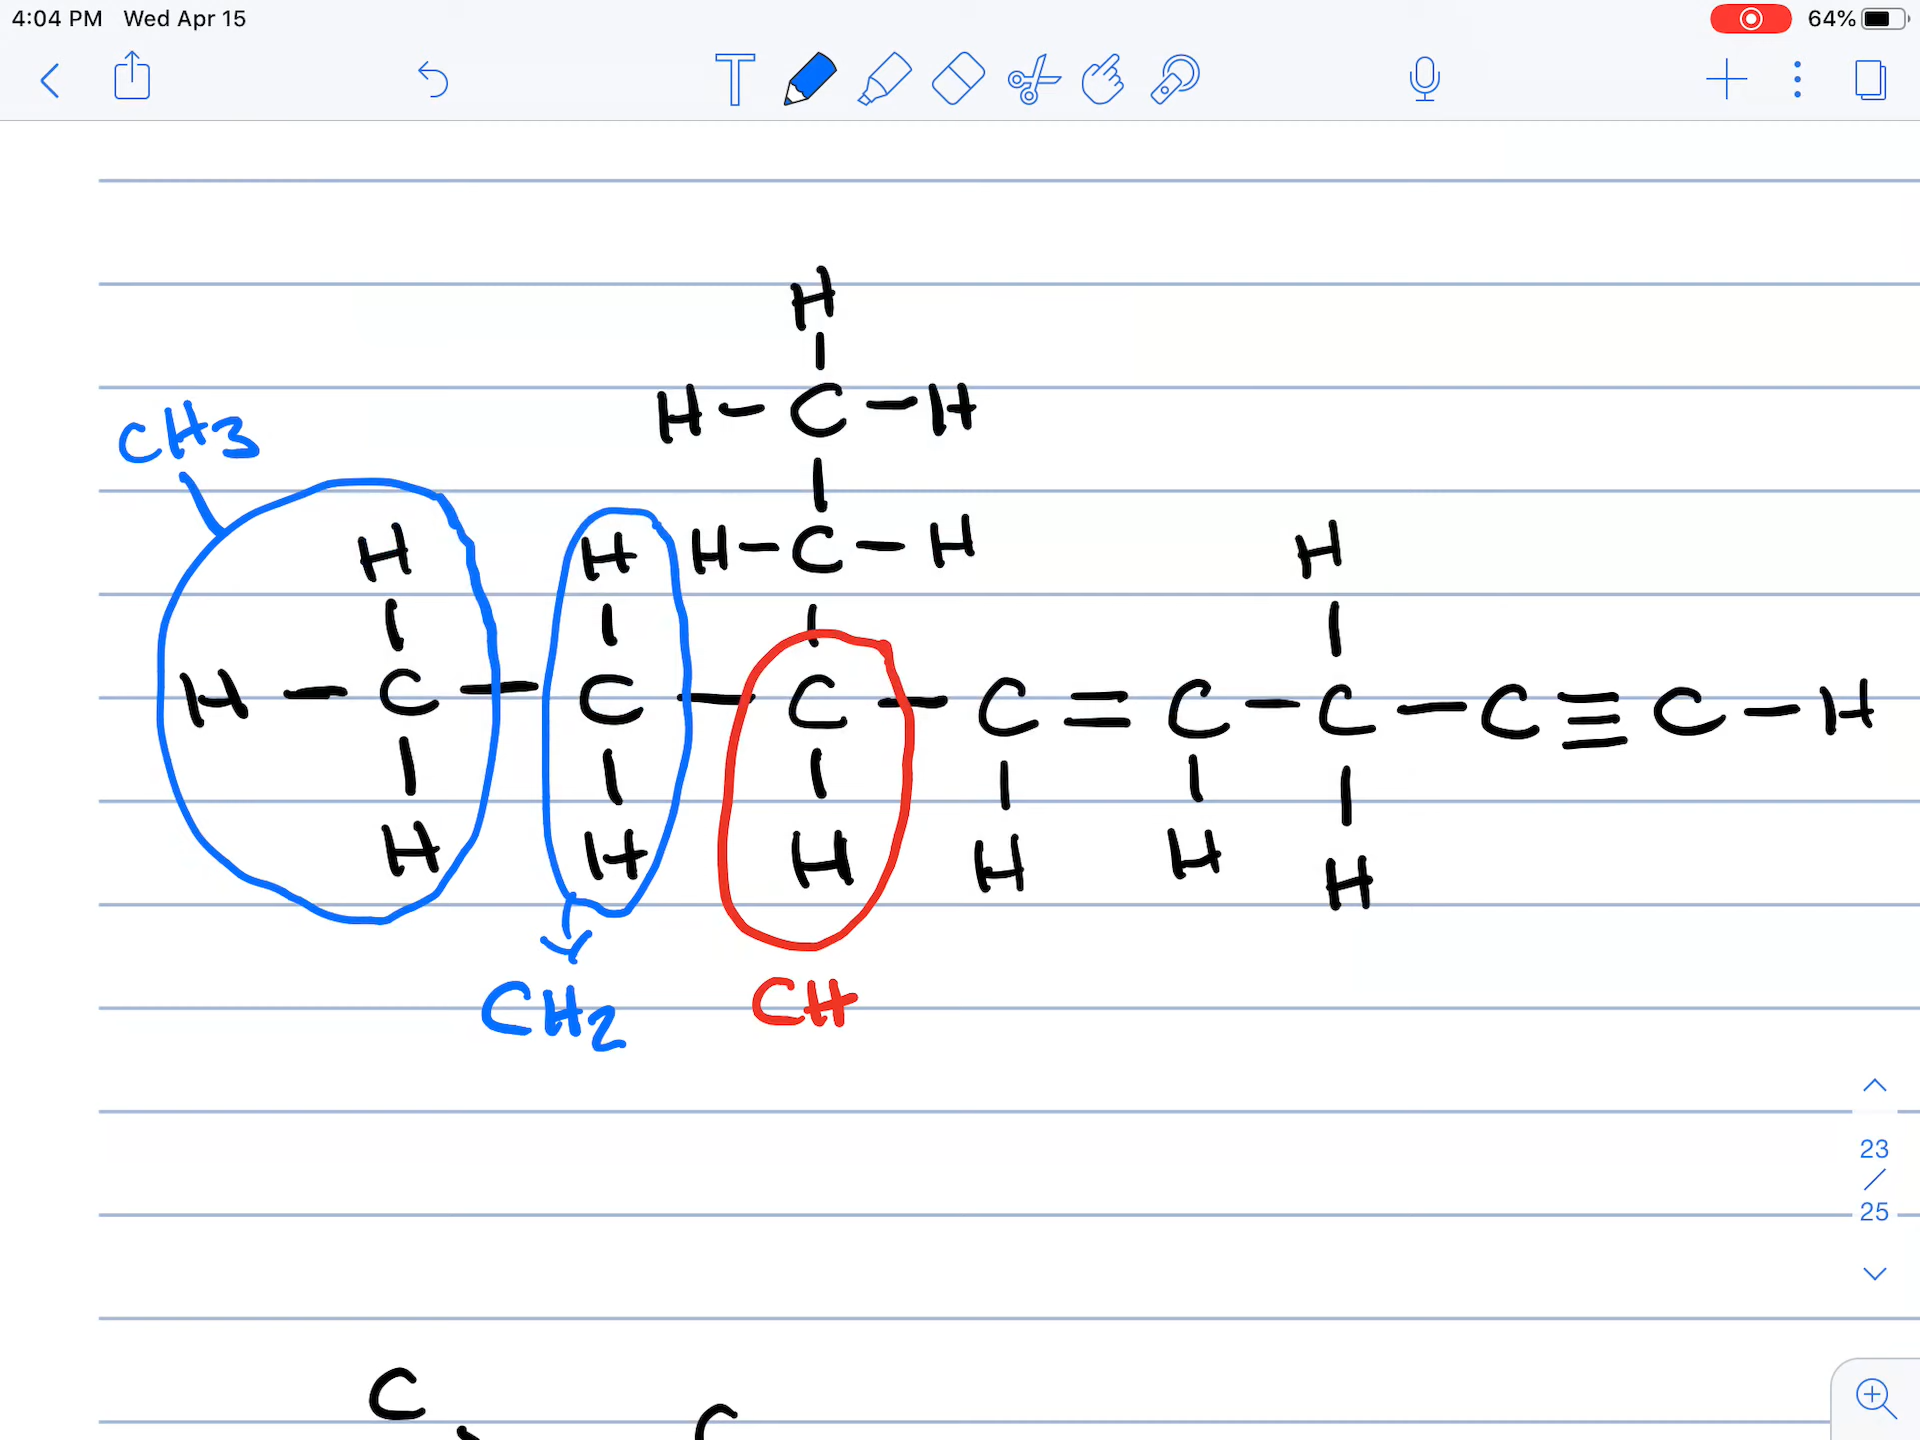 4:04 PM Wed Apr 15
64%
T
H
H - C - H
CH3
H H H - C - H H
H - C - C - C - C = C - C - C ≡ C - H
H H H H H H
CH2 CH
23
/
25
C C